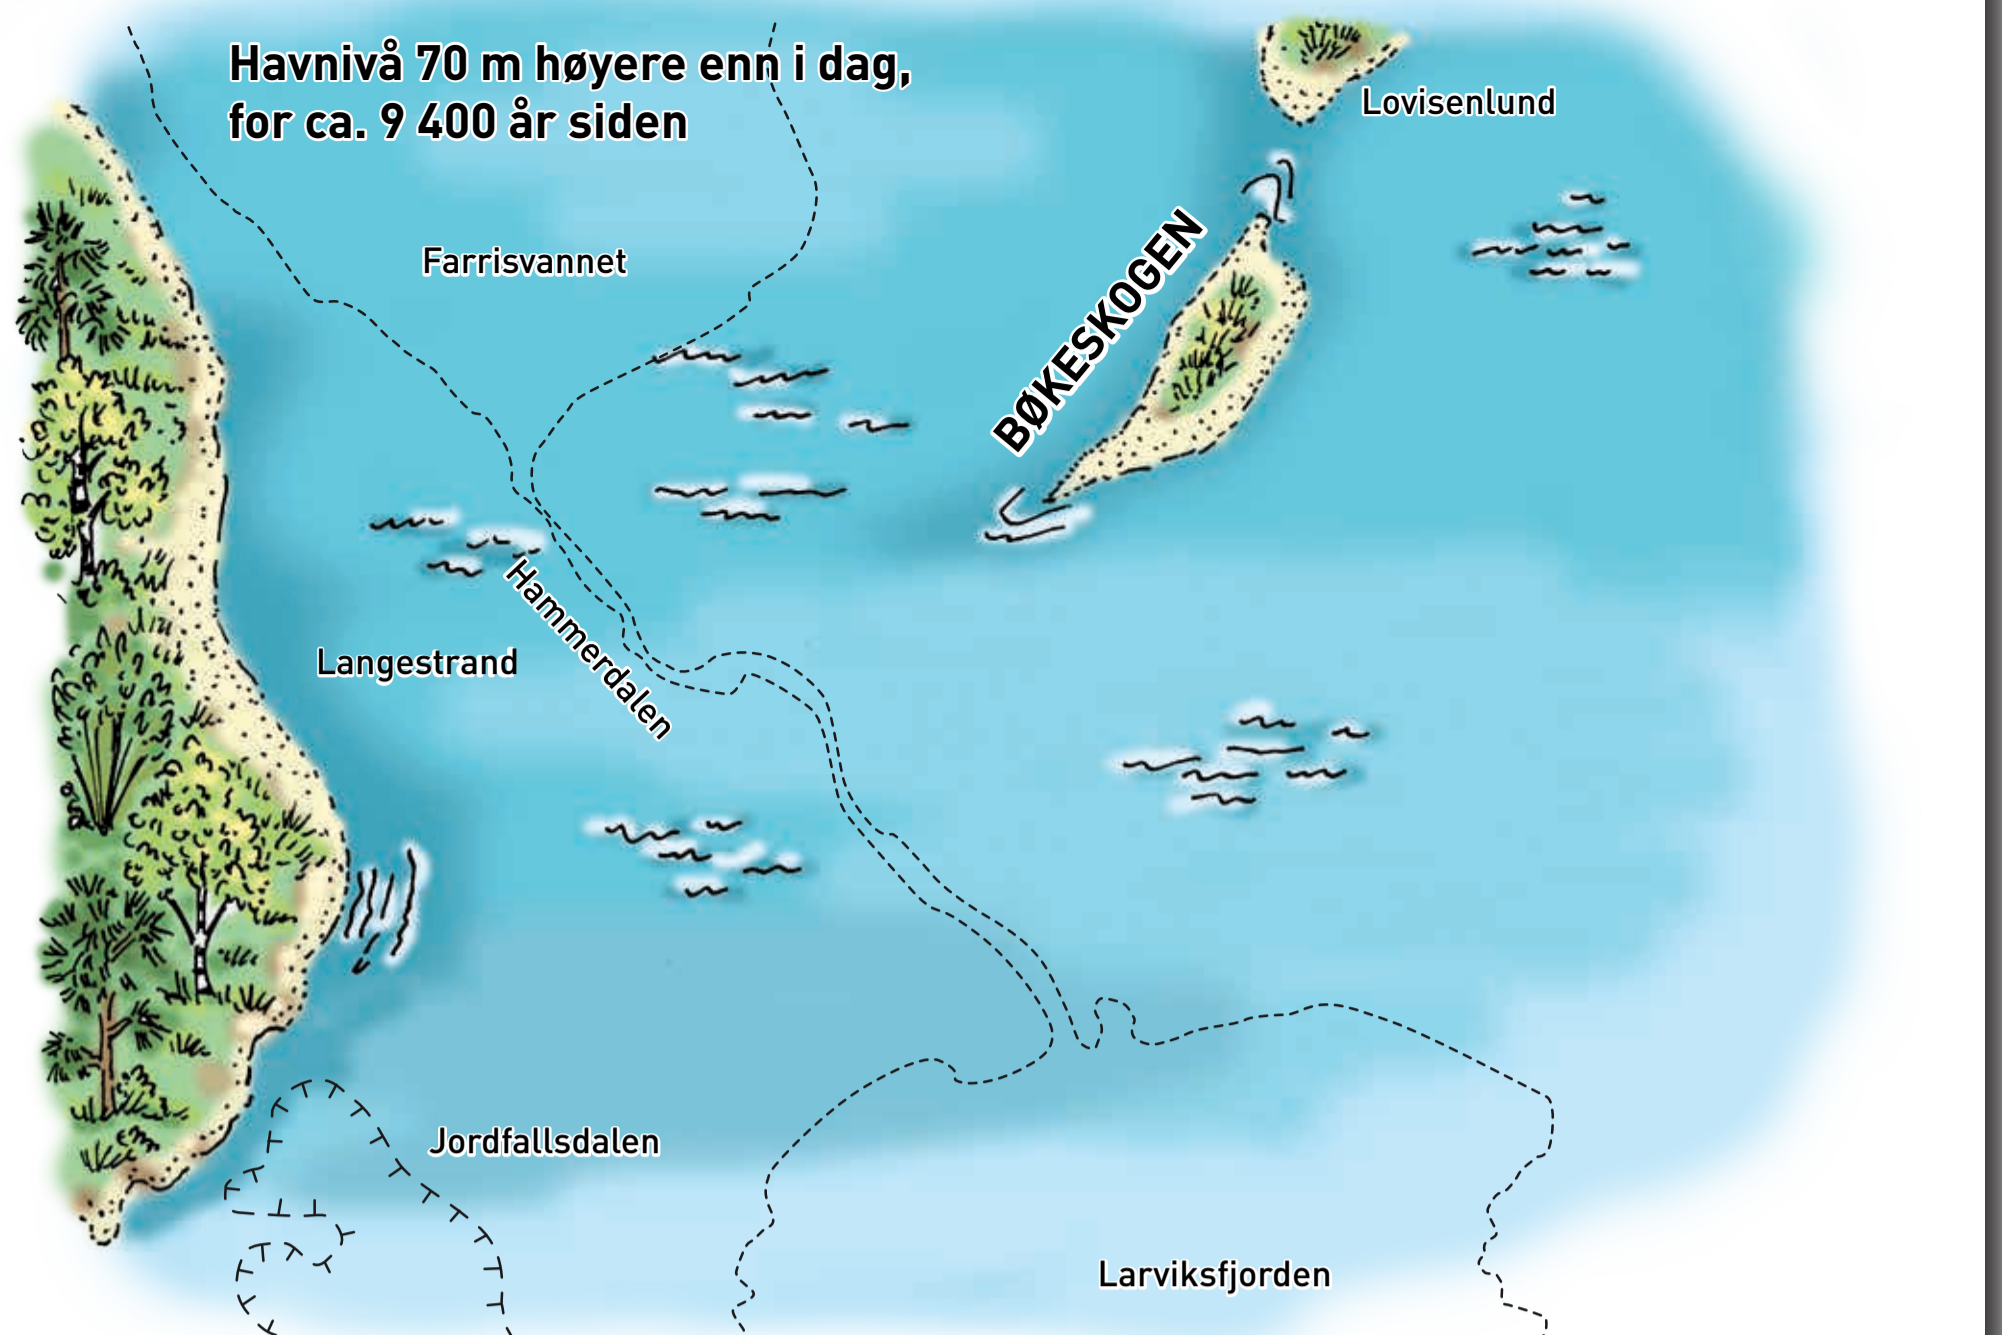 Havnivå 70 m høyere enn i dag,
for ca. 9 400 år siden
Lovisenlund
Farrisvannet
BØKESKOGEN
Hammerdalen
Langestrand
Jordfallsdalen
Larviksfjorden